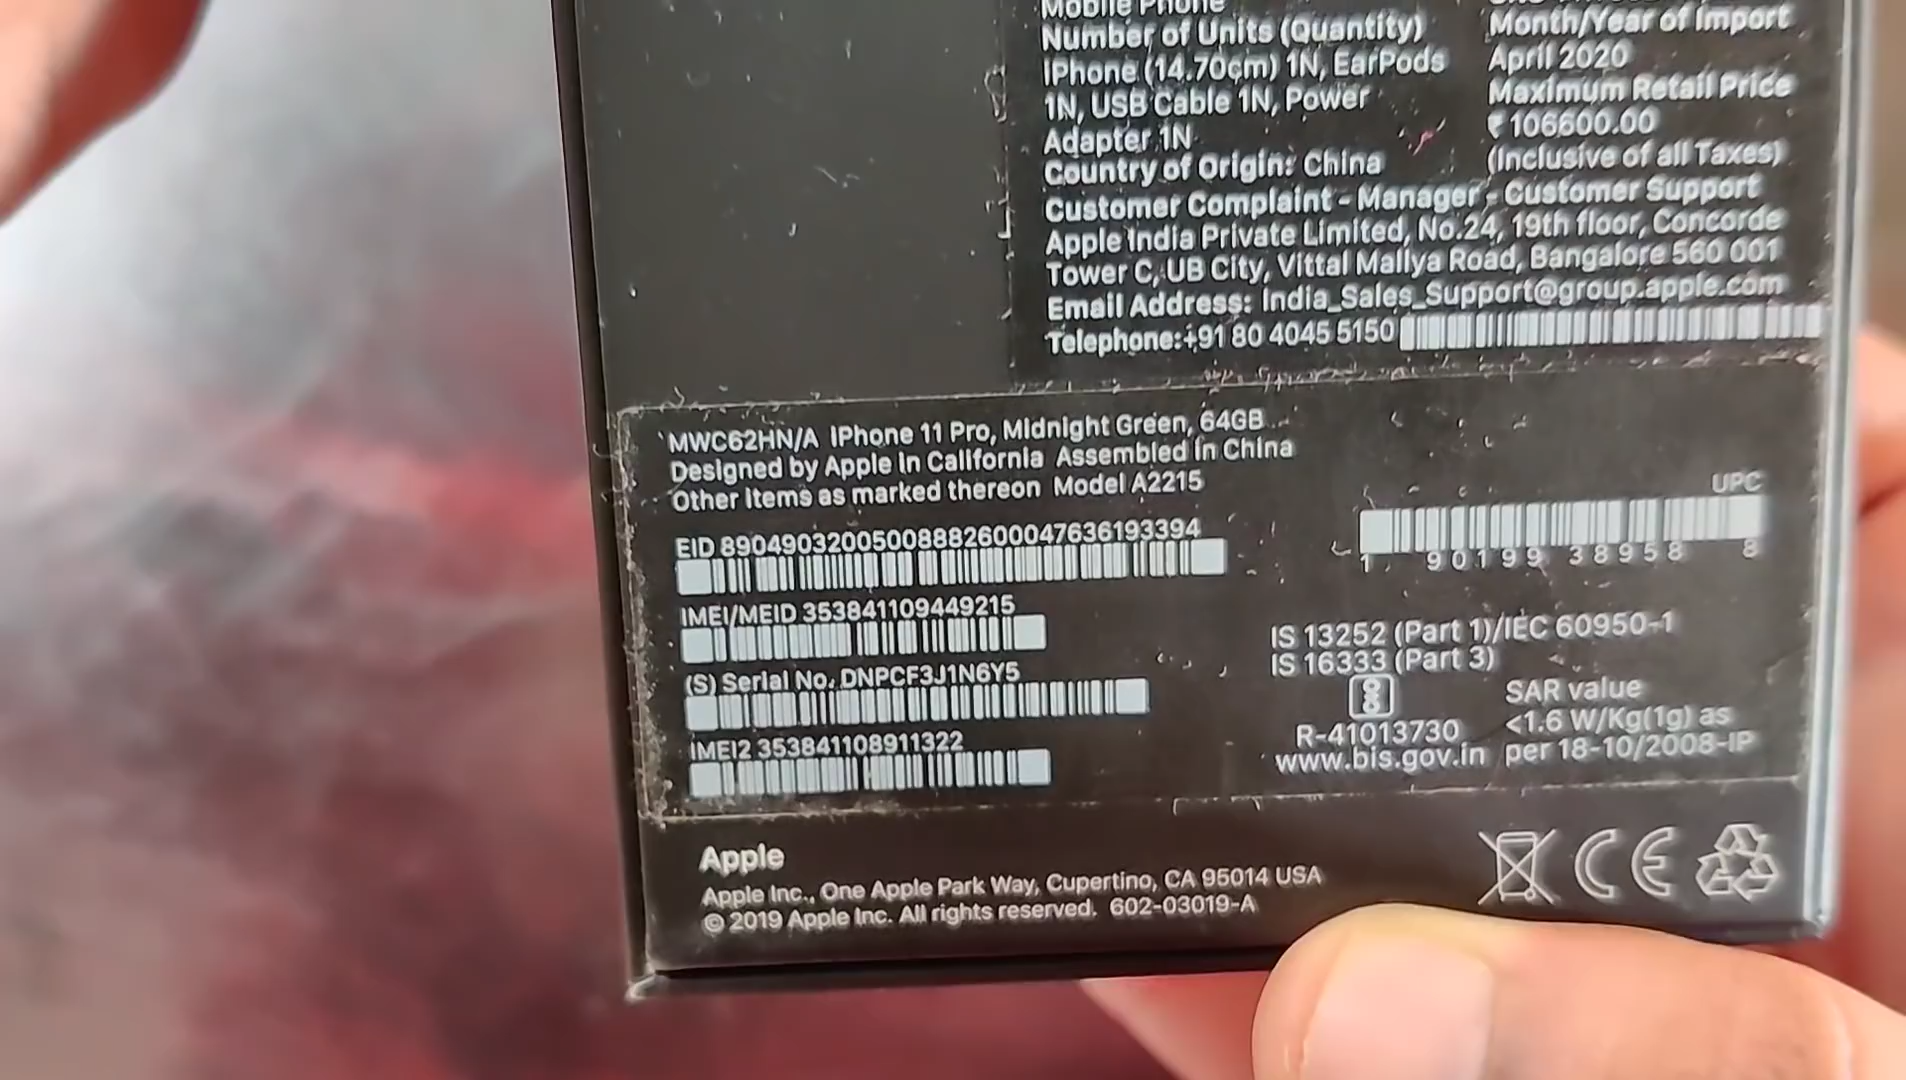 Mobile Phone
Number of Units (Quantity)
iPhone (14.70cm) 1N, EarPods
1N, USB Cable 1N, Power
Adapter 1N
Country of Origin: China
Month/Year of Import
April 2020
Maximum Retail Price
₹106600.00
(Inclusive of all Taxes)
Customer Complaint - Manager - Customer Support
Apple India Private Limited, No.24, 19th floor, Concorde
Tower C, UB City, Vittal Mallya Road, Bangalore 560 001
Email Address: India_Sales_Support@group.apple.com
Telephone:+91 80 4045 5150
MWC62HN/A iPhone 11 Pro, Midnight Green, 64GB
Designed by Apple in California Assembled in China
Other items as marked thereon Model A2215
EID 89049032005008882600047636193394
IMEI/MEID 353841109449215
(S) Serial No. DNPCF3J1N6Y5
IMEI2 353841108911322
UPC
1 90199 38958 8
IS 13252 (Part 1)/IEC 60950-1
IS 16333 (Part 3)
R-41013730
www.bis.gov.in
SAR value
<1.6 W/Kg(1g) as
per 18-10/2008-IP
Apple
Apple Inc., One Apple Park Way, Cupertino, CA 95014 USA
© 2019 Apple Inc. All rights reserved. 602-03019-A
CE